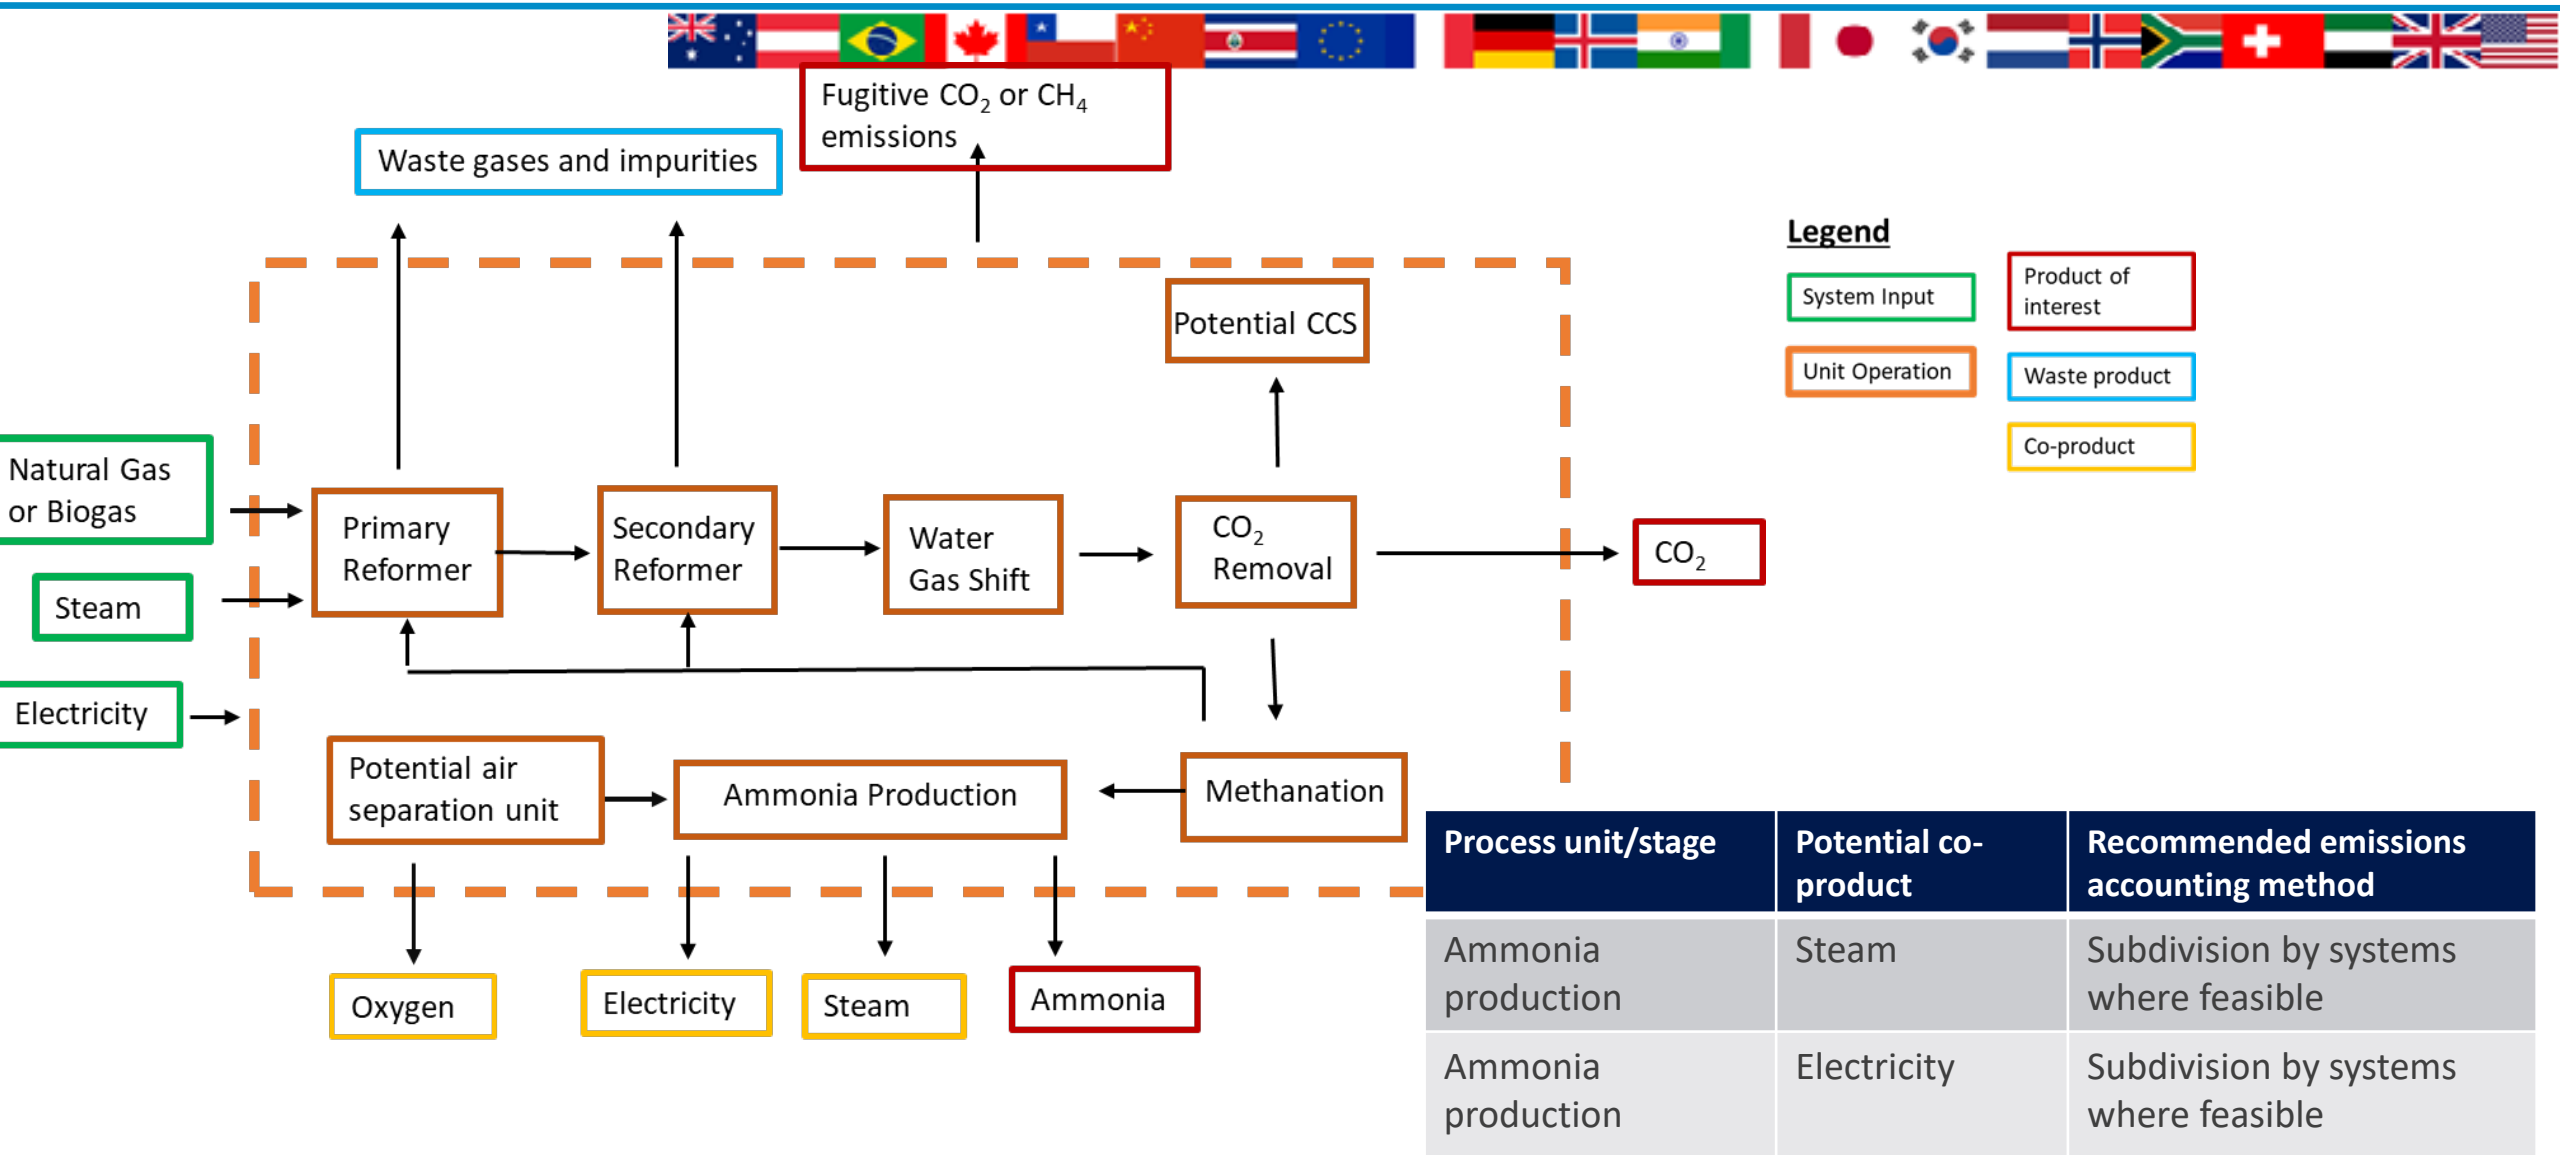 Fugitive CO₂ or CH₄
emissions
Waste gases and impurities
Legend
System Input
Product of
interest
Unit Operation
Waste product
Co-product
Potential CCS
Natural Gas
or Biogas
Primary
Reformer
Secondary
Reformer
Water
Gas Shift
CO₂
Removal
CO₂
Steam
Electricity
Potential air
separation unit
Ammonia Production
Methanation
Oxygen
Electricity
Steam
Ammonia
Process unit/stage
Potential co-
product
Recommended emissions
accounting method
Ammonia
production
Steam
Subdivision by systems
where feasible
Ammonia
production
Electricity
Subdivision by systems
where feasible